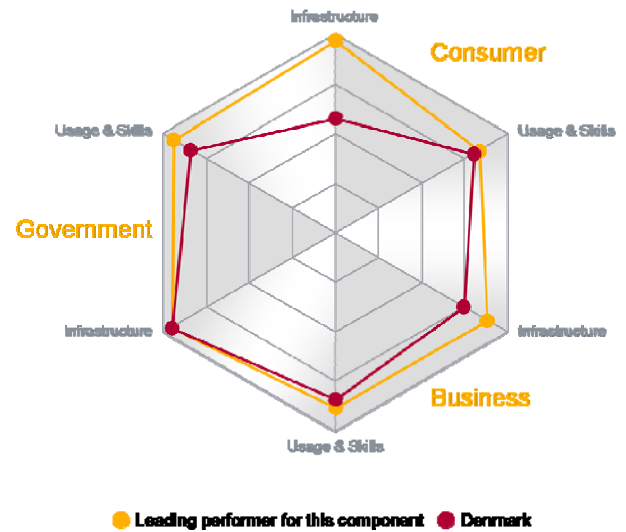 Infrastructure
Consumer
Usage & Skills
Usage & Skills
Government
Infrastructure
Infrastructure
Business
Usage & Skills
Leading performer for this component Denmark